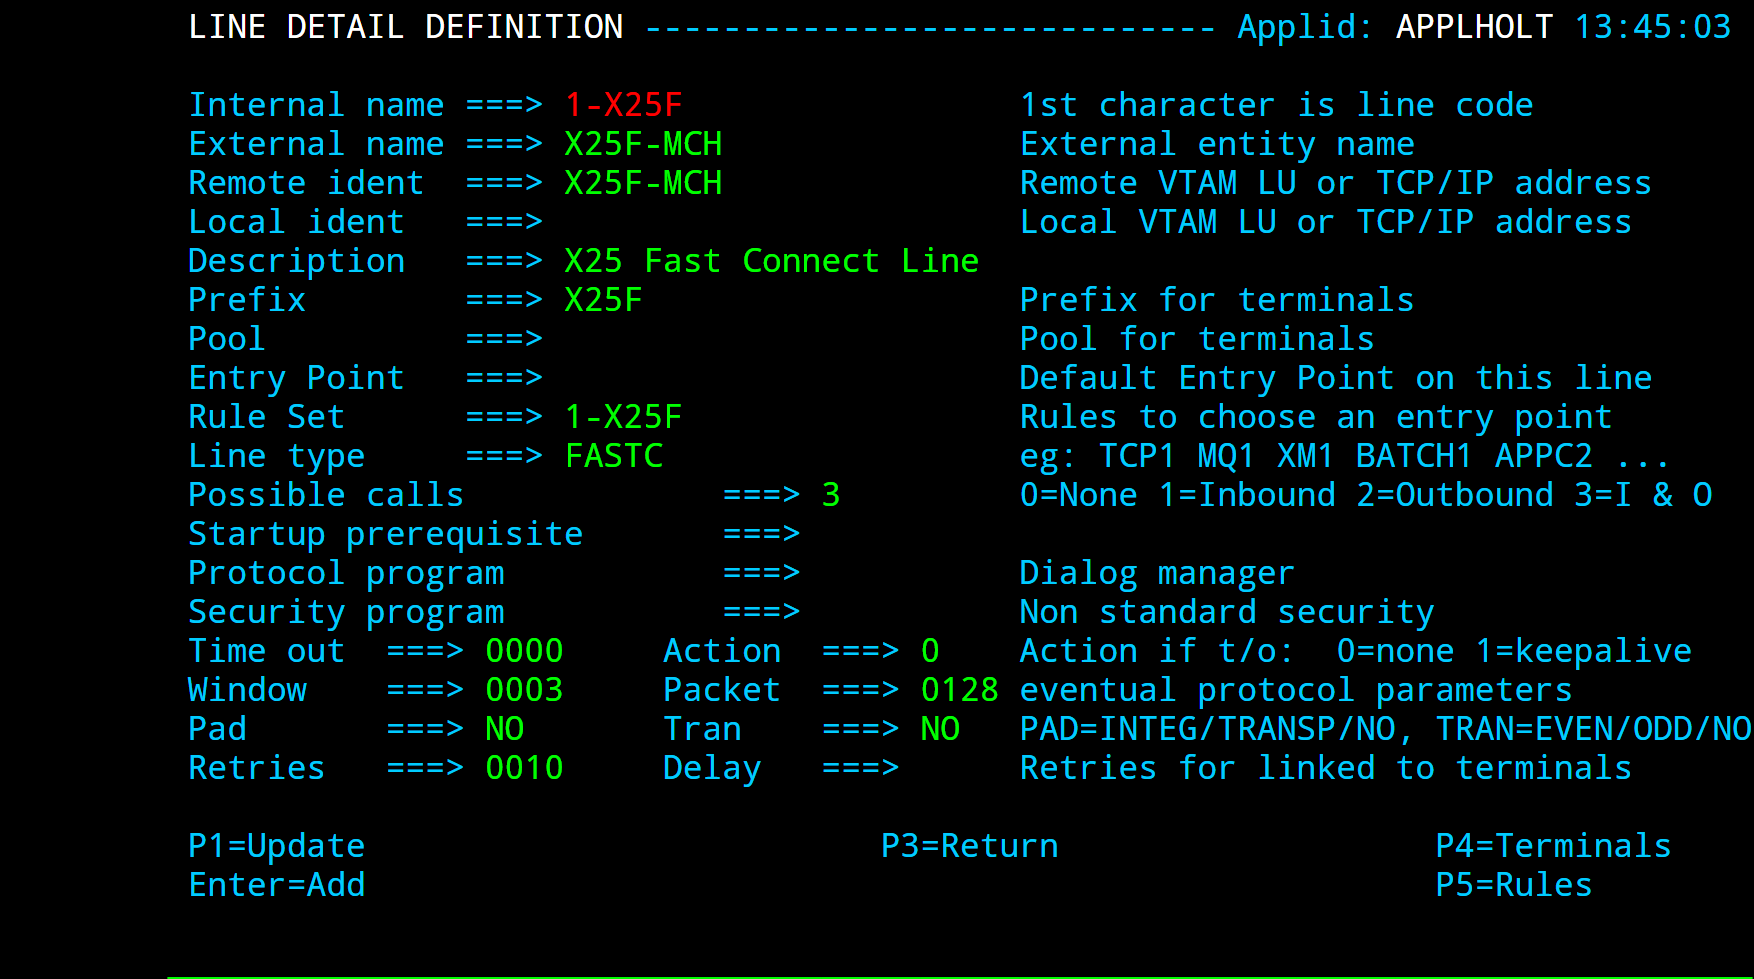 LINE DETAIL DEFINITION ----------------------------- Applid: APPLHOLT 13:45:03
Internal name ===> 1-X25F 1st character is line code
External name ===> X25F-MCH External entity name
Remote ident ===> X25F-MCH Remote VTAM LU or TCP/IP address
Local ident ===> Local VTAM LU or TCP/IP address
Description ===> X25 Fast Connect Line
Prefix ===> X25F Prefix for terminals
Pool ===> Pool for terminals
Entry Point ===> Default Entry Point on this line
Rule Set ===> 1-X25F Rules to choose an entry point
Line type ===> FASTC eg: TCP1 MQ1 XM1 BATCH1 APPC2 ...
Possible calls ===> 3 0=None 1=Inbound 2=Outbound 3=I & O
Startup prerequisite ===>
Protocol program ===> Dialog manager
Security program ===> Non standard security
Time out ===> 0000 Action ===> 0 Action if t/o: 0=none 1=keepalive
Window ===> 0003 Packet ===> 0128 eventual protocol parameters
Pad ===> NO Tran ===> NO PAD=INTEG/TRANSP/NO, TRAN=EVEN/ODD/NO
Retries ===> 0010 Delay ===> Retries for linked to terminals
P1=Update P3=Return P4=Terminals
Enter=Add P5=Rules